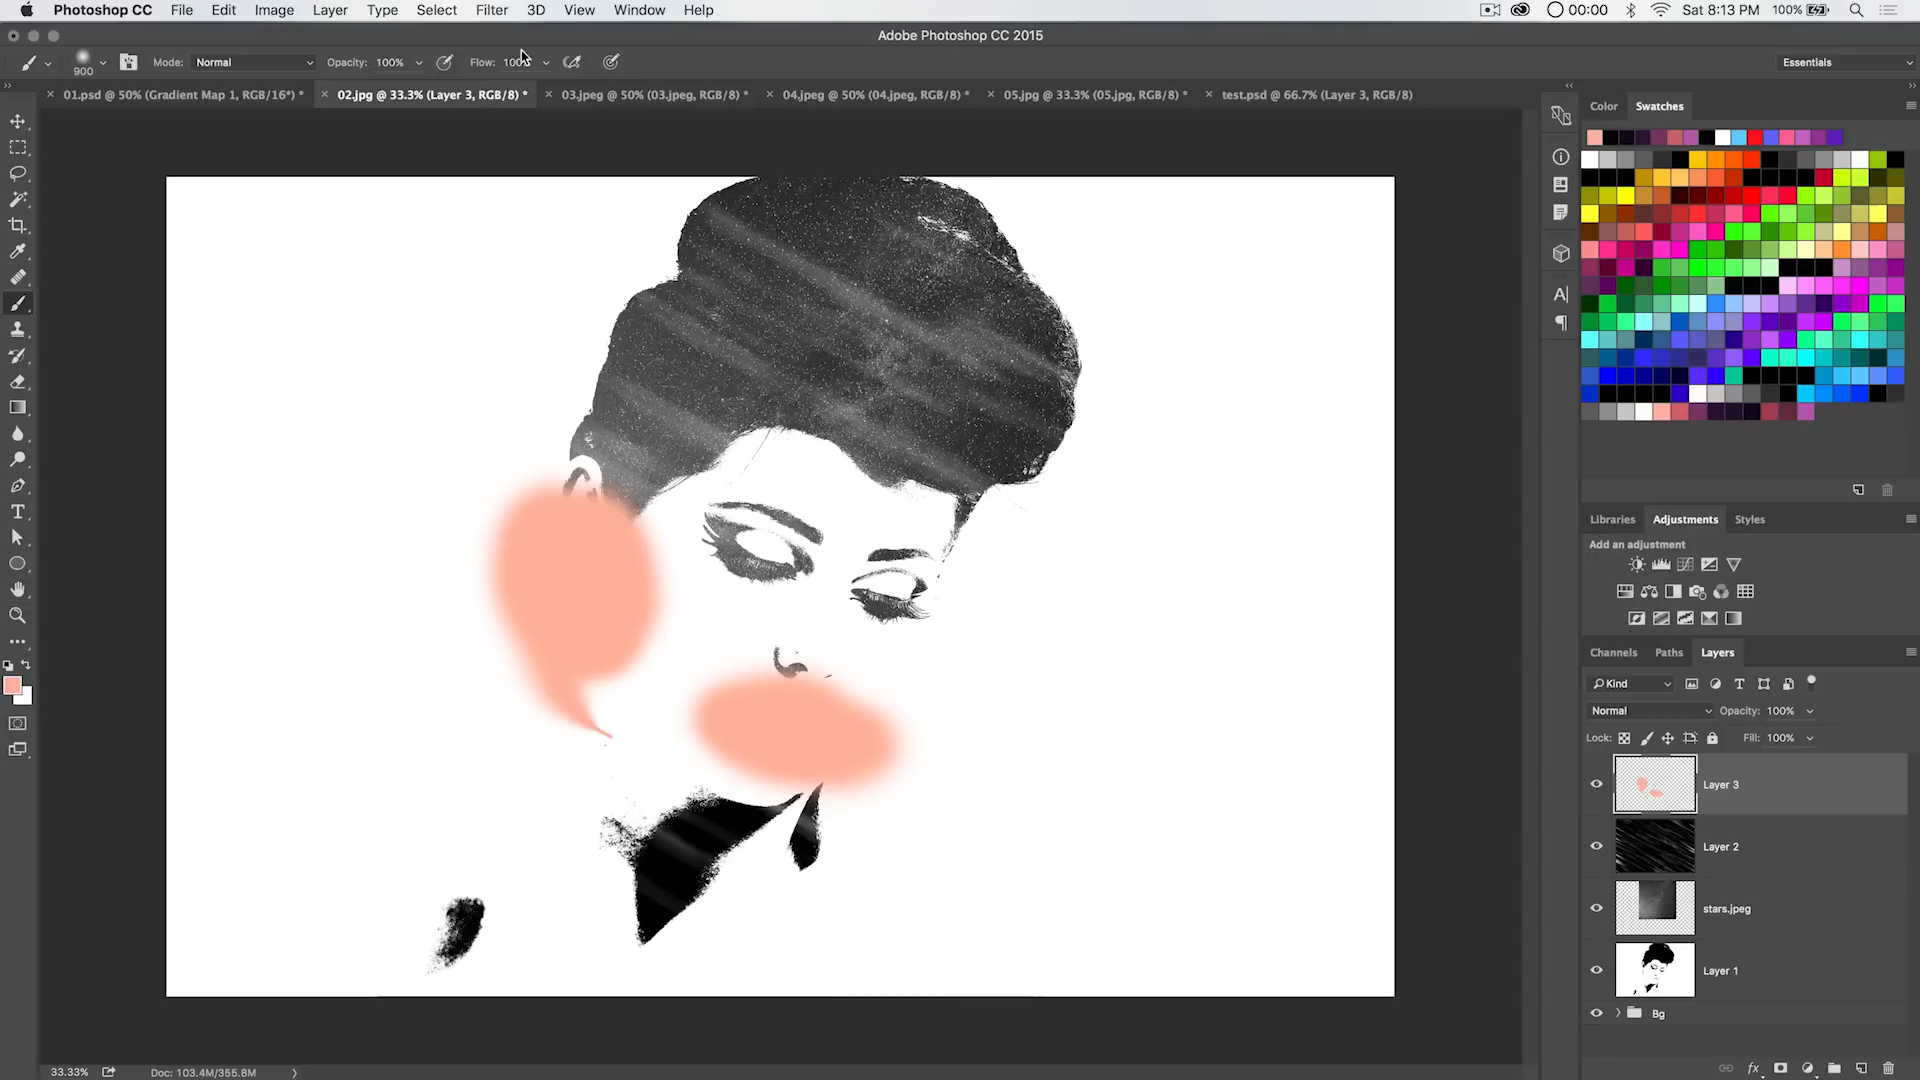 Photoshop CC File Edit Image Layer Type Select Filter 3D View Window Help 00:00 Sat 8:13 PM 100%
Adobe Photoshop CC 2015
900 Mode: Normal Opacity: 100% Flow: 100% Essentials
01.psd @ 50% (Gradient Map 1, RGB/16*) * 02.jpg @ 33.3% (Layer 3, RGB/8) * 03.jpeg @ 50% (03.jpeg, RGB/8) * 04.jpeg @ 50% (04.jpeg, RGB/8) * 05.jpg @ 33.3% (05.jpg, RGB/8) * test.psd @ 66.7% (Layer 3, RGB/8)
Color Swatches
Libraries Adjustments Styles
Add an adjustment
Channels Paths Layers
Kind
Normal Opacity: 100%
Lock: Fill: 100%
Layer 3
Layer 2
stars.jpeg
Layer 1
Bg
33.33% Doc: 103.4M/355.8M